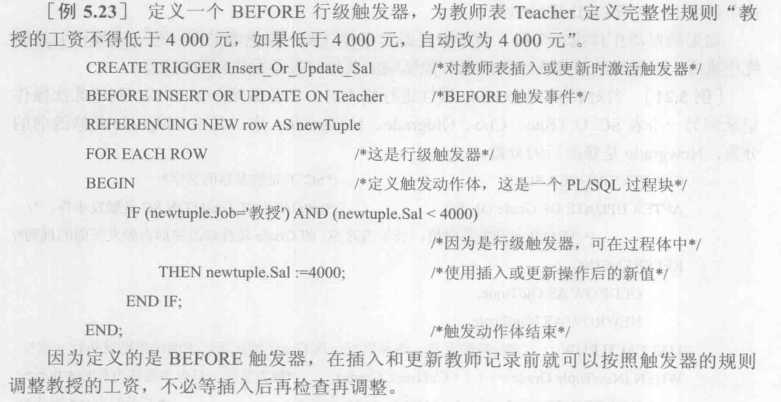 ［例 5.23］ 定义一个 BEFORE 行级触发器，为教师表 Teacher 定义完整性规则“教
授的工资不得低于 4 000 元，如果低于 4 000 元，自动改为 4 000 元”。
CREATE TRIGGER Insert_Or_Update_Sal /*对教师表插入或更新时激活触发器*/
BEFORE INSERT OR UPDATE ON Teacher /*BEFORE 触发事件*/
REFERENCING NEW row AS newTuple
FOR EACH ROW /*这是行级触发器*/
BEGIN /*定义触发动作体，这是一个 PL/SQL 过程块*/
IF (newtuple.Job='教授') AND (newtuple.Sal < 4000)
/*因为是行级触发器，可在过程体中*/
THEN newtuple.Sal :=4000; /*使用插入或更新操作后的新值*/
END IF;
END; /*触发动作体结束*/
因为定义的是 BEFORE 触发器，在插入和更新教师记录前就可以按照触发器的规则
调整教授的工资，不必等插入后再检查再调整。